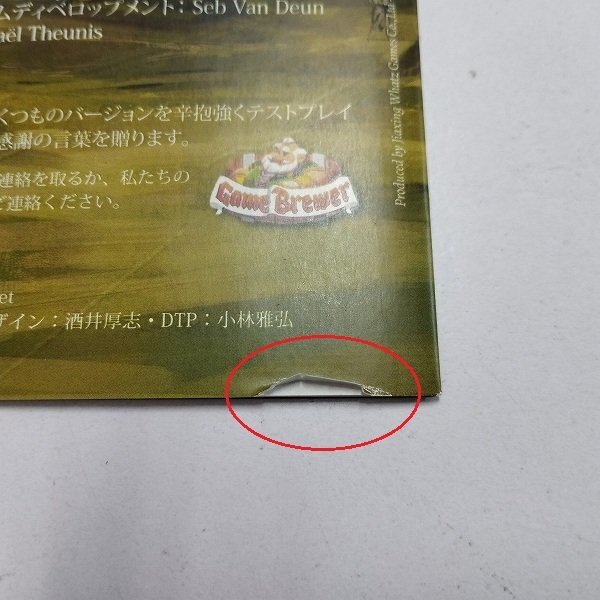 ムディベロップメント：Seb Van Deun
aël Theunis
くつものバージョンを辛抱強くテストプレイ
感謝の言葉を贈ります。
連絡を取るか、私たちの
ご連絡ください。
Game Brewer
et
ザイン：酒井厚志・DTP：小林雅弘
Produced by Jiaxing Whatz Games